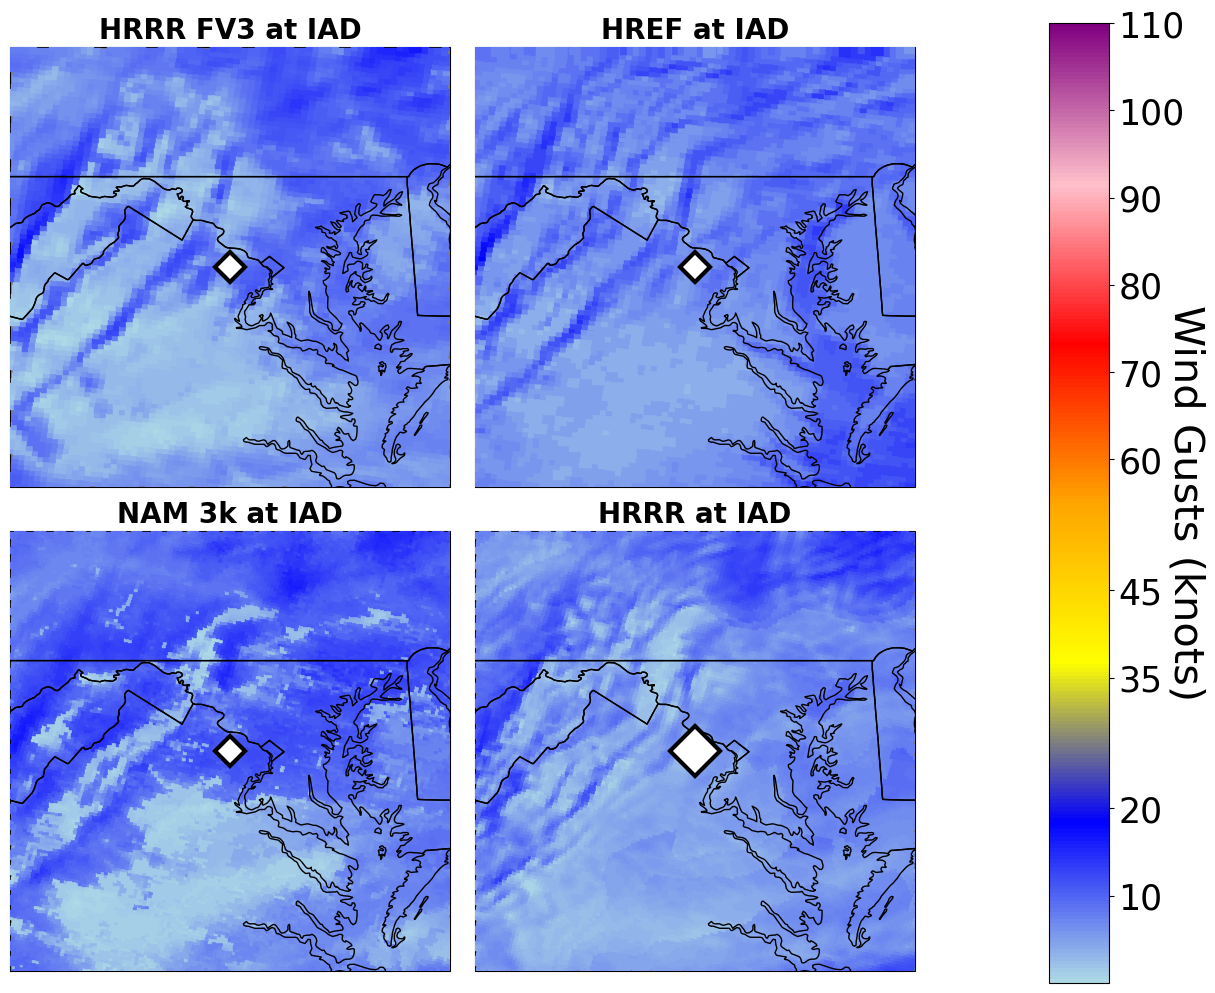 HRRR FV3 at IAD
HREF at IAD
NAM 3k at IAD
HRRR at IAD
110
100
90
80
70
60
45
35
20
10
Wind Gusts (knots)